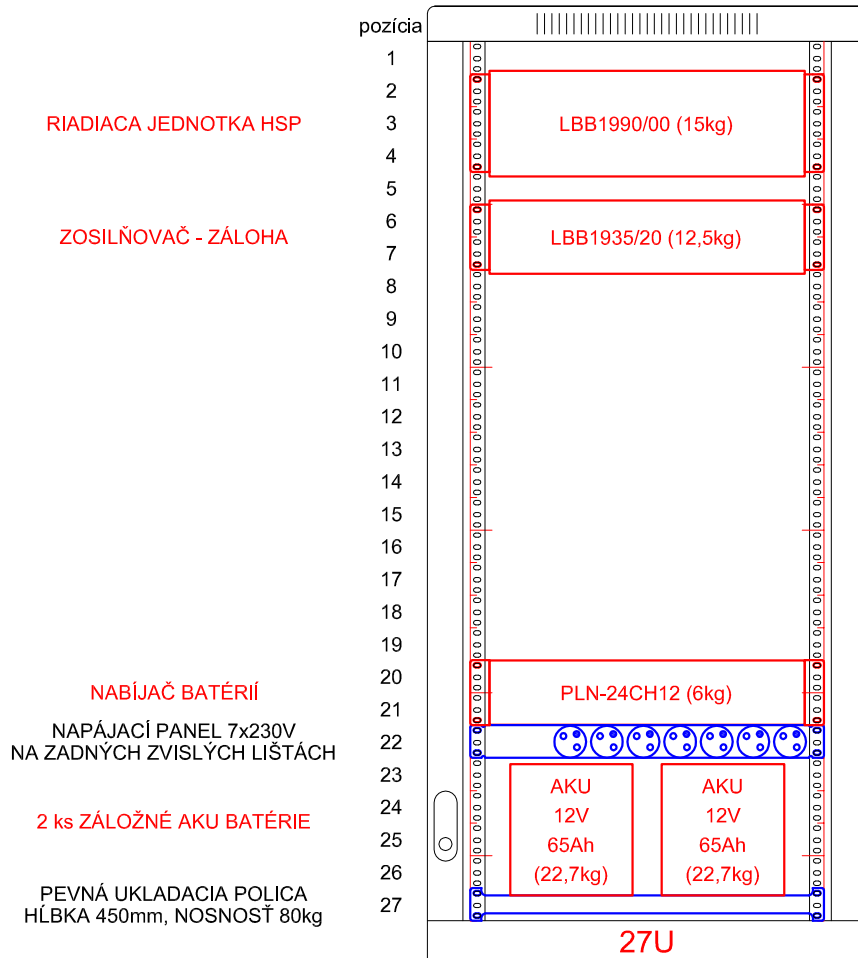 pozícia
1
2
RIADIACA JEDNOTKA HSP
3
LBB1990/00 (15kg)
4
5
6
ZOSILŇOVAČ - ZÁLOHA
LBB1935/20 (12,5kg)
7
8
9
10
11
12
13
14
15
16
17
18
19
20
NABÍJAČ BATÉRIÍ
PLN-24CH12 (6kg)
21
NAPÁJACÍ PANEL 7x230V
NA ZADNÝCH ZVISLÝCH LIŠTÁCH
22
23
24
2 ks ZÁLOŽNÉ AKU BATÉRIE
25
26
AKU
12V
65Ah
(22,7kg)
AKU
12V
65Ah
(22,7kg)
PEVNÁ UKLADACIA POLICA
HĹBKA 450mm, NOSNOSŤ 80kg
27
27U